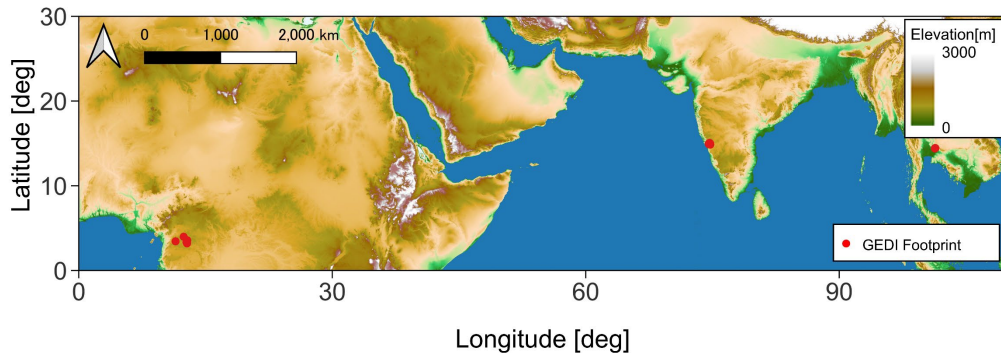 30
20
10
0
Latitude [deg]
0 1,000 2,000 km
Elevation[m]
3000
0
GEDI Footprint
0 30 60 90
Longitude [deg]